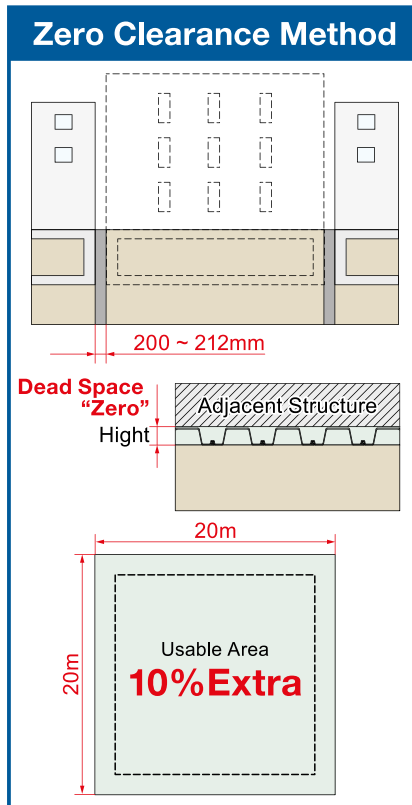 Zero Clearance Method
200 ~ 212mm
Dead Space
“Zero”
Hight
Adjacent Structure
20m
20m
Usable Area
10%Extra